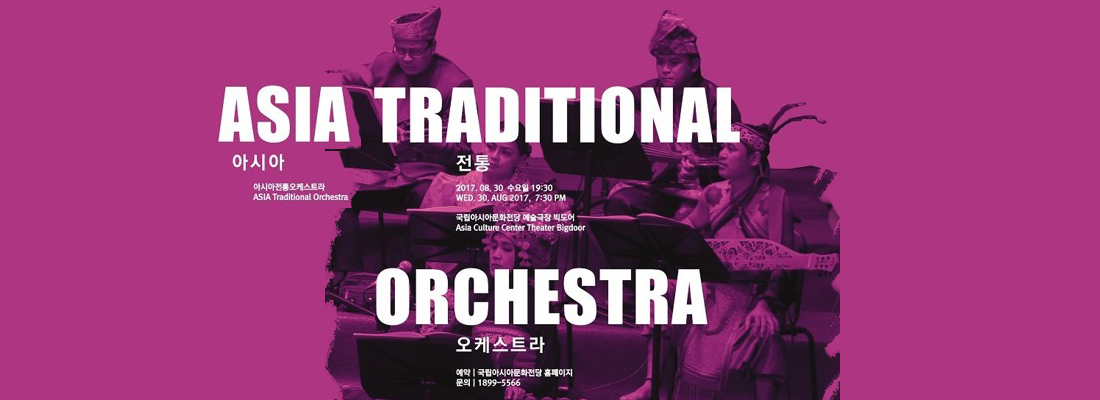 ASIA TRADITIONAL
아시아
전통
아시아전통오케스트라
ASIA Traditional Orchestra
2017. 08. 30 수요일 19:30
WED. 30. AUG 2017, 7:30 PM
국립아시아문화전당 예술극장 빅도어
Asia Culture Center Theater Bigdoor
ORCHESTRA
오케스트라
예약 | 국립아시아문화전당 홈페이지
문의 | 1899-5566